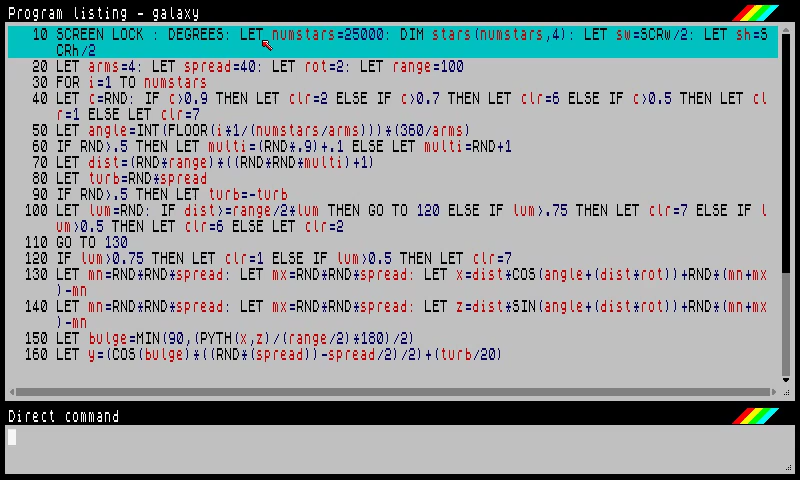 Program listing - galaxy
10 SCREEN LOCK : DEGREES: LET numstars=25000: DIM stars(numstars,4): LET sw=SCRw/2: LET sh=S
CRh/2
20 LET arms=4: LET spread=40: LET rot=2: LET range=100
30 FOR i=1 TO numstars
40 LET c=RND: IF c>0.9 THEN LET clr=2 ELSE IF c>0.7 THEN LET clr=6 ELSE IF c>0.5 THEN LET cl
r=1 ELSE LET clr=7
50 LET angle=INT(FLOOR(i*1/(numstars/arms)))*(360/arms)
60 IF RND>.5 THEN LET multi=(RND*.9)+.1 ELSE LET multi=RND+1
70 LET dist=(RND*range)*((RND*RND*multi)+1)
80 LET turb=RND*spread
90 IF RND>.5 THEN LET turb=-turb
100 LET lum=RND: IF dist>=range/2*lum THEN GO TO 120 ELSE IF lum>.75 THEN LET clr=7 ELSE IF l
um>0.5 THEN LET clr=6 ELSE LET clr=2
110 GO TO 130
120 IF lum>0.75 THEN LET clr=1 ELSE IF lum>0.5 THEN LET clr=7
130 LET mn=RND*RND*spread: LET mx=RND*RND*spread: LET x=dist*COS(angle+(dist*rot))+RND*(mn+mx
)-mn
140 LET mn=RND*RND*spread: LET mx=RND*RND*spread: LET z=dist*SIN(angle+(dist*rot))+RND*(mn+mx
)-mn
150 LET bulge=MIN(90,(PYTH(x,z)/(range/2)*180)/2)
160 LET y=(COS(bulge)*((RND*(spread))-spread/2)/2)+(turb/20)
Direct command